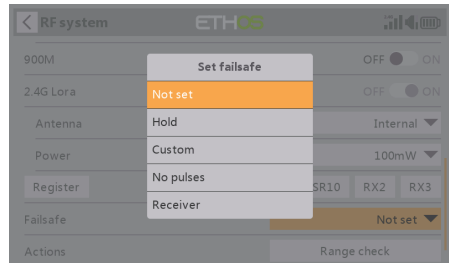 RF system
ETHOS
900M
OFF ON
Set failsafe
Not set
Hold
Custom
No pulses
Receiver
2.4G Lora
OFF ON
Antenna
Internal
Power
100mW
Register
SR10 RX2 RX3
Failsafe
Not set
Actions
Range check